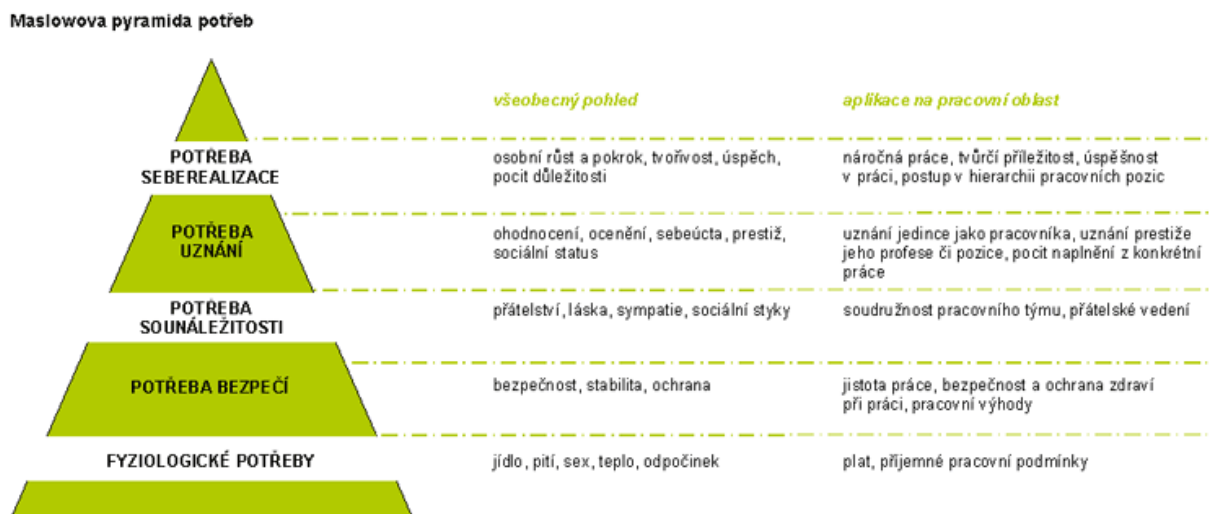 Maslowova pyramida potřeb
všeobecný pohled
aplikace na pracovní oblast
POTŘEBA
SEBEREALIZACE
osobní růst a pokrok, tvořivost, úspěch,
pocit důležitosti
náročná práce, tvůrčí příležitost, úspěšnost
v práci, postup v hierarchii pracovních pozic
POTŘEBA
UZNÁNÍ
ohodnocení, ocenění, sebeúcta, prestiž,
sociální status
uznání jedince jako pracovníka, uznání prestiže
jeho profese či pozice, pocit naplnění z konkrétní
práce
POTŘEBA
SOUNÁLEŽITOSTI
přátelství, láska, sympatie, sociální styky
soudružnost pracovního týmu, přátelské vedení
POTŘEBA BEZPEČÍ
bezpečnost, stabilita, ochrana
jistota práce, bezpečnost a ochrana zdraví
při práci, pracovní výhody
FYZIOLOGICKÉ POTŘEBY
jídlo, pití, sex, teplo, odpočinek
plat, příjemné pracovní podmínky